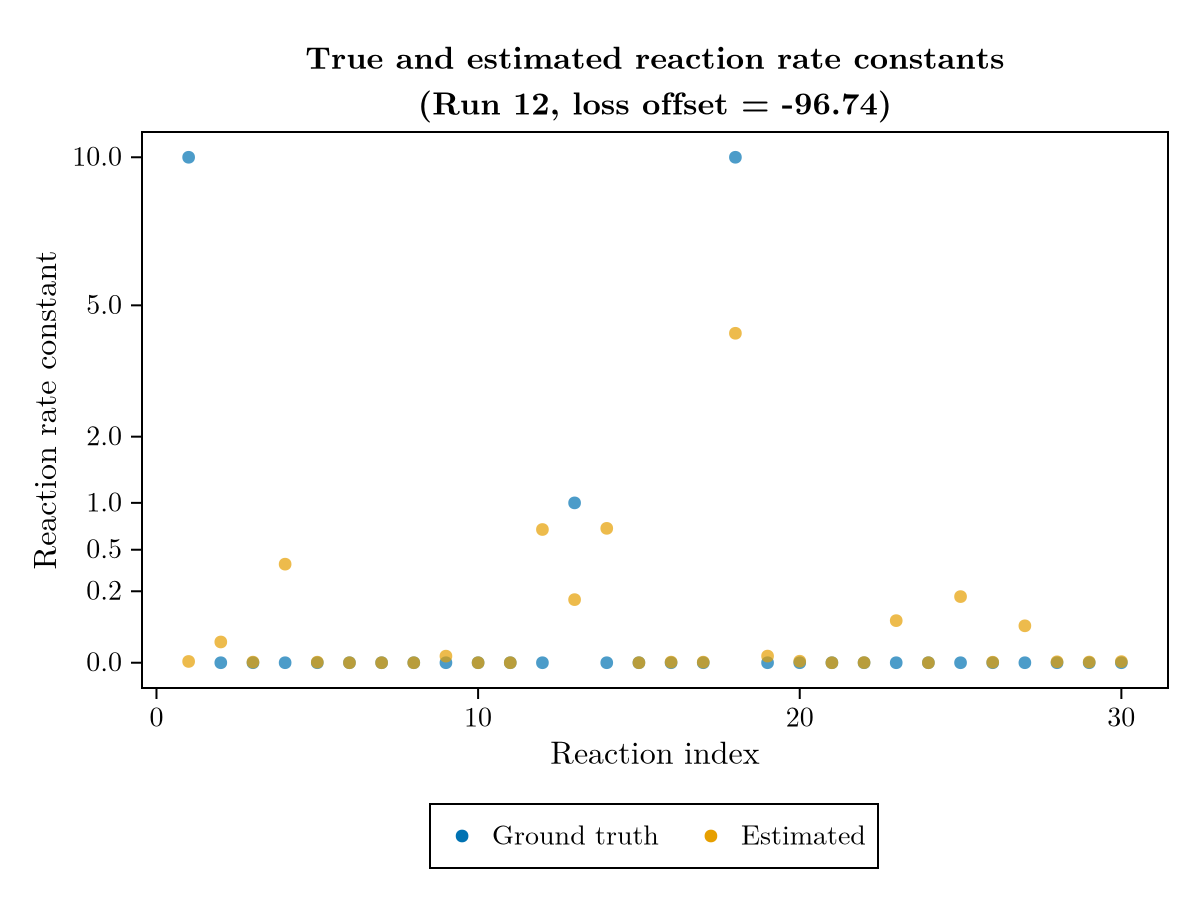 True and estimated reaction rate constants
(Run 12, loss offset = -96.74)
Reaction rate constant
10.0
5.0
2.0
1.0
0.5
0.2
0.0
0 10 20 30
Reaction index
Ground truth Estimated